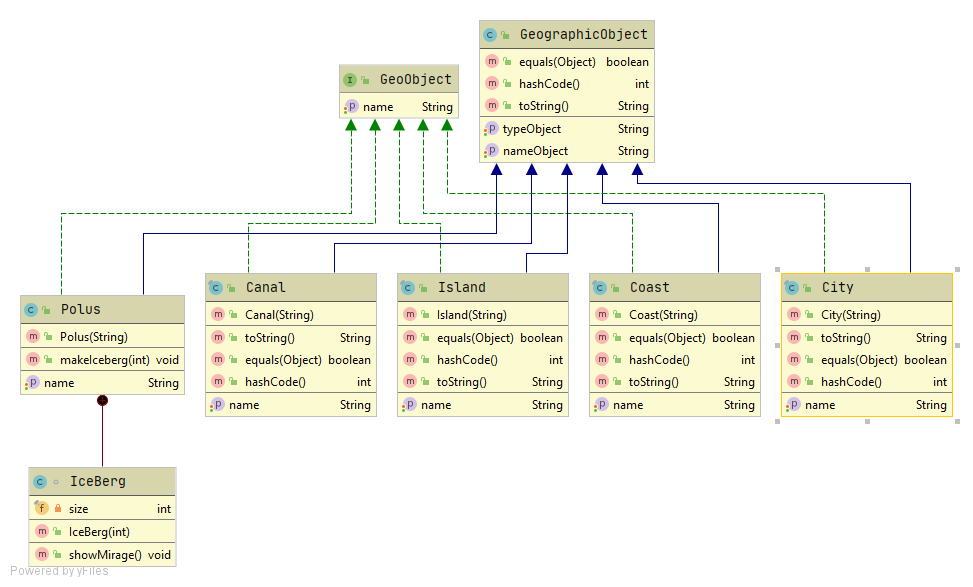 GeographicObject
equals(Object) boolean
hashCode() int
toString() String
typeObject String
nameObject String
GeoObject
name String
Polus
Polus(String)
makeIceberg(int) void
name String
Canal
Canal(String)
toString() String
equals(Object) boolean
hashCode() int
name String
Island
Island(String)
equals(Object) boolean
hashCode() int
toString() String
name String
Coast
Coast(String)
equals(Object) boolean
hashCode() int
toString() String
name String
City
City(String)
toString() String
equals(Object) boolean
hashCode() int
name String
IceBerg
size int
IceBerg(int)
showMirage() void
Powered by yFiles